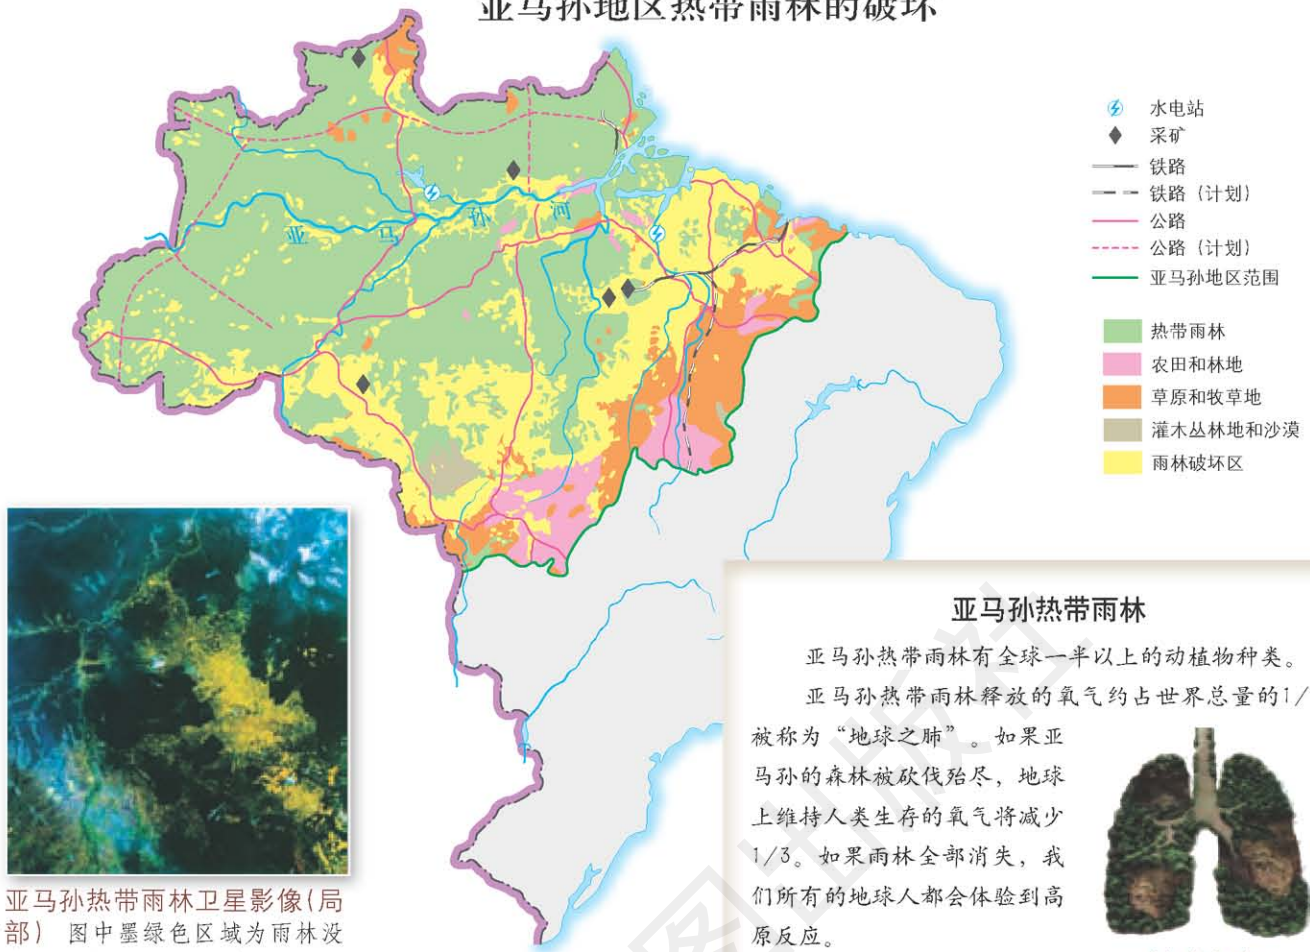 亚马孙地区热带雨林的破坏
水电站
采矿
铁路
铁路（计划）
公路
公路（计划）
亚马孙地区范围
热带雨林
农田和林地
草原和牧草地
灌木丛林地和沙漠
雨林破坏区
亚 马 孙 河
亚马孙热带雨林卫星影像(局
部) 图中墨绿色区域为雨林没
亚马孙热带雨林
亚马孙热带雨林有全球一半以上的动植物种类。
亚马孙热带雨林释放的氧气约占世界总量的1/
被称为“地球之肺”。如果亚
马孙的森林被砍伐殆尽，地球
上维持人类生存的氧气将减少
1/3。如果雨林全部消失，我
们所有的地球人都会体验到高
原反应。
图出版社